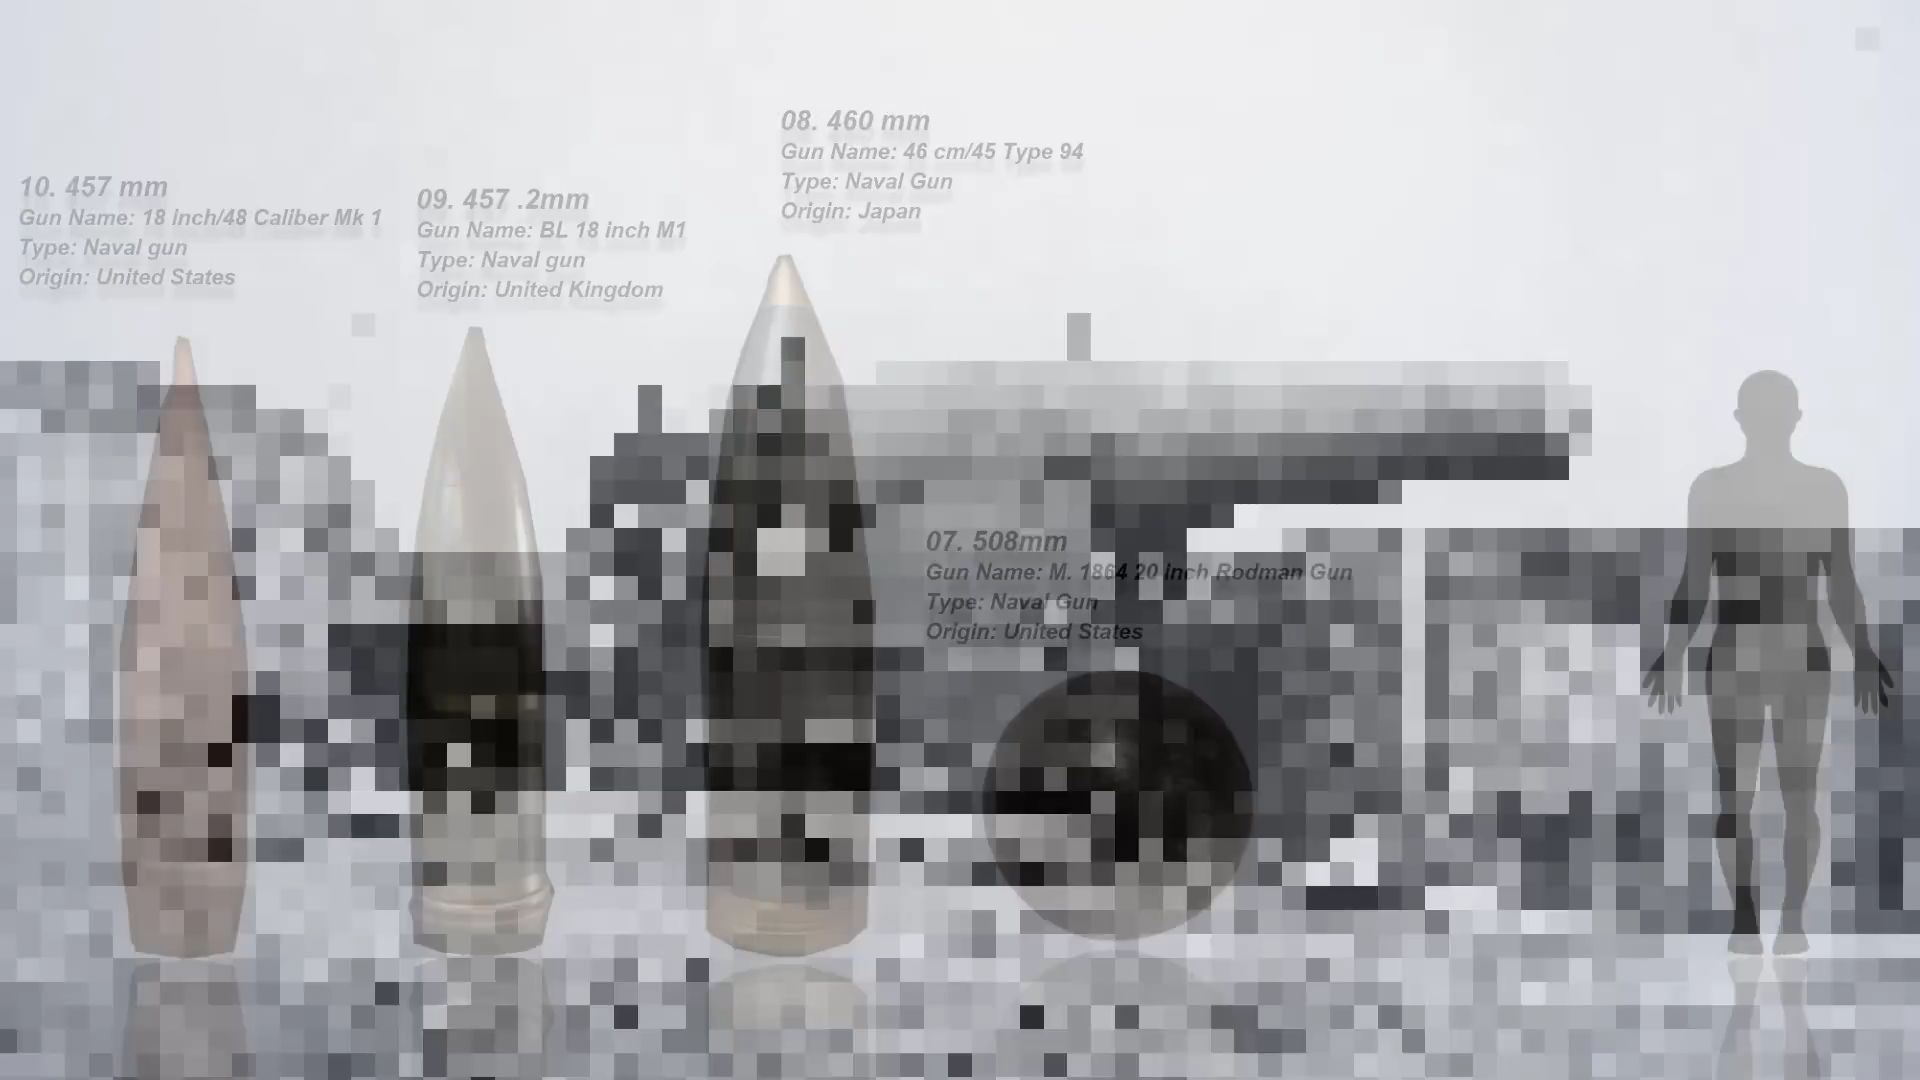 10. 457 mm
Gun Name: 18 inch/48 Caliber Mk 1
Type: Naval gun
Origin: United States
09. 457 .2mm
Gun Name: BL 18 inch M1
Type: Naval gun
Origin: United Kingdom
08. 460 mm
Gun Name: 46 cm/45 Type 94
Type: Naval Gun
Origin: Japan
07. 508mm
Gun Name: M. 1864 20 inch Rodman Gun
Type: Naval Gun
Origin: United States